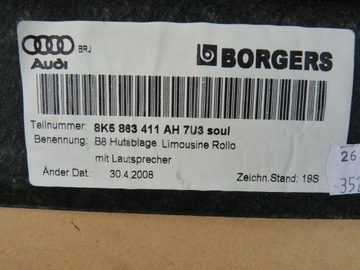 BRJ
Audi
BORGERS
Teilnummer: 8K5 863 411 AH 7U3 soul
Benennung: B8 Hutablage Limousine Rollo
mit Lautsprecher
Änder.Dat.: 30.4.2008
Zeichn.Stand: 19S
26
352